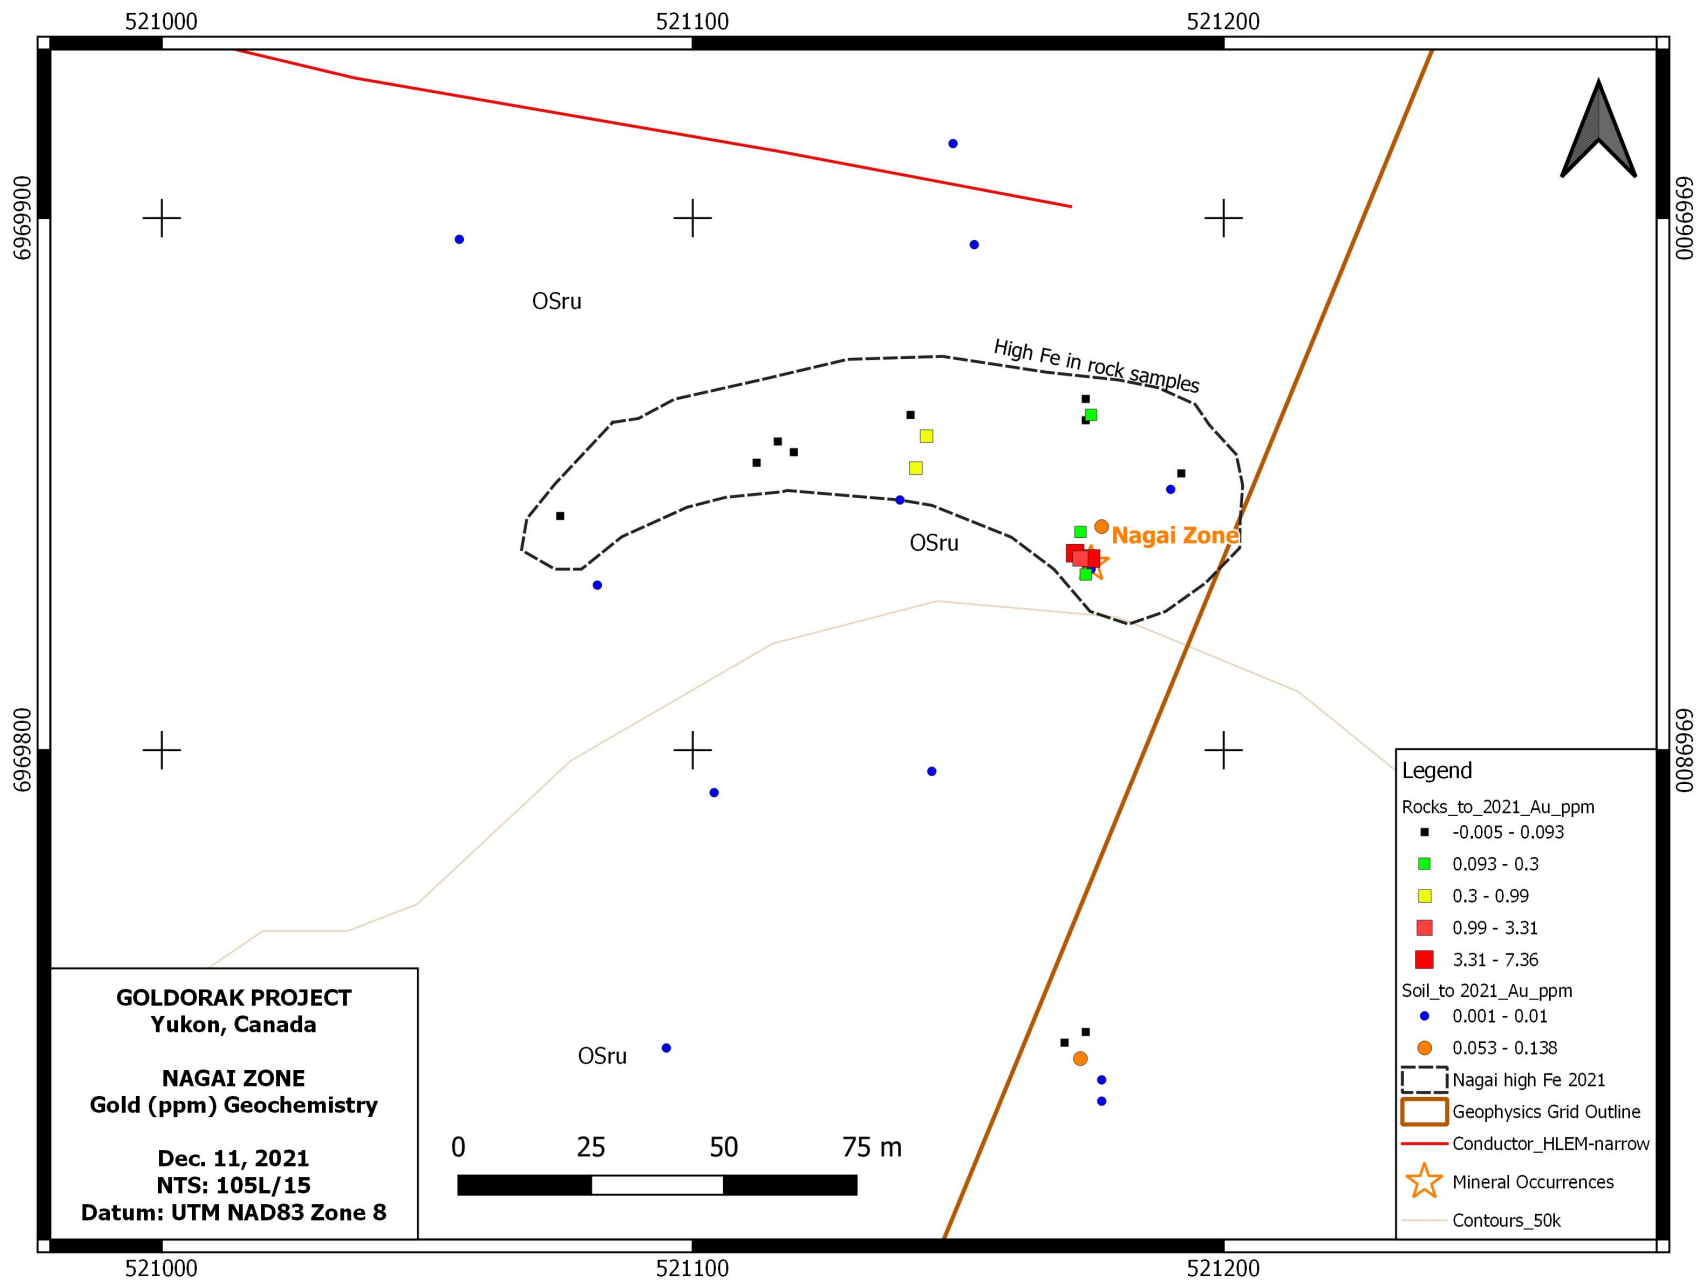 521000 521100 521200
6969900 6969900
OSru
High Fe in rock samples
Nagai Zone
OSru
6969800 6969800
OSru
GOLDORAK PROJECT
Yukon, Canada
NAGAI ZONE
Gold (ppm) Geochemistry
Dec. 11, 2021
NTS: 105L/15
Datum: UTM NAD83 Zone 8
0 25 50 75 m
Legend
Rocks_to_2021_Au_ppm
-0.005 - 0.093
0.093 - 0.3
0.3 - 0.99
0.99 - 3.31
3.31 - 7.36
Soil_to 2021_Au_ppm
0.001 - 0.01
0.053 - 0.138
Nagai high Fe 2021
Geophysics Grid Outline
Conductor_HLEM-narrow
Mineral Occurrences
Contours_50k
521000 521100 521200